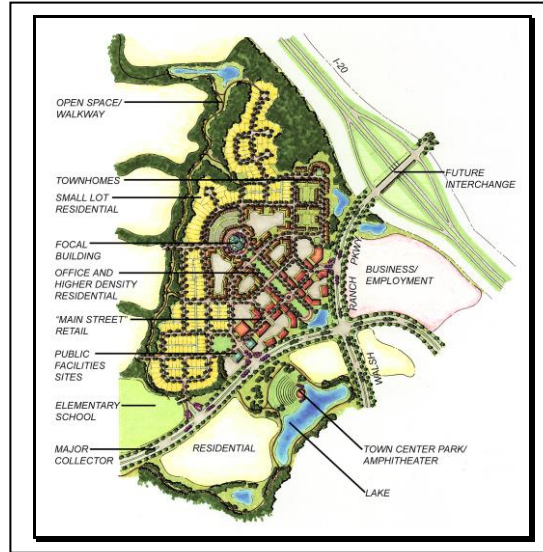 I-20
OPEN SPACE/
WALKWAY
TOWNHOMES
SMALL LOT
RESIDENTIAL
FUTURE
INTERCHANGE
FOCAL
BUILDING
OFFICE AND
HIGHER DENSITY
RESIDENTIAL
BUSINESS/
EMPLOYMENT
RANCH PKWY
"MAIN STREET"
RETAIL
PUBLIC
FACILITIES
SITES
WALSH
ELEMENTARY
SCHOOL
MAJOR
COLLECTOR
RESIDENTIAL
TOWN CENTER PARK/
AMPHITHEATER
LAKE